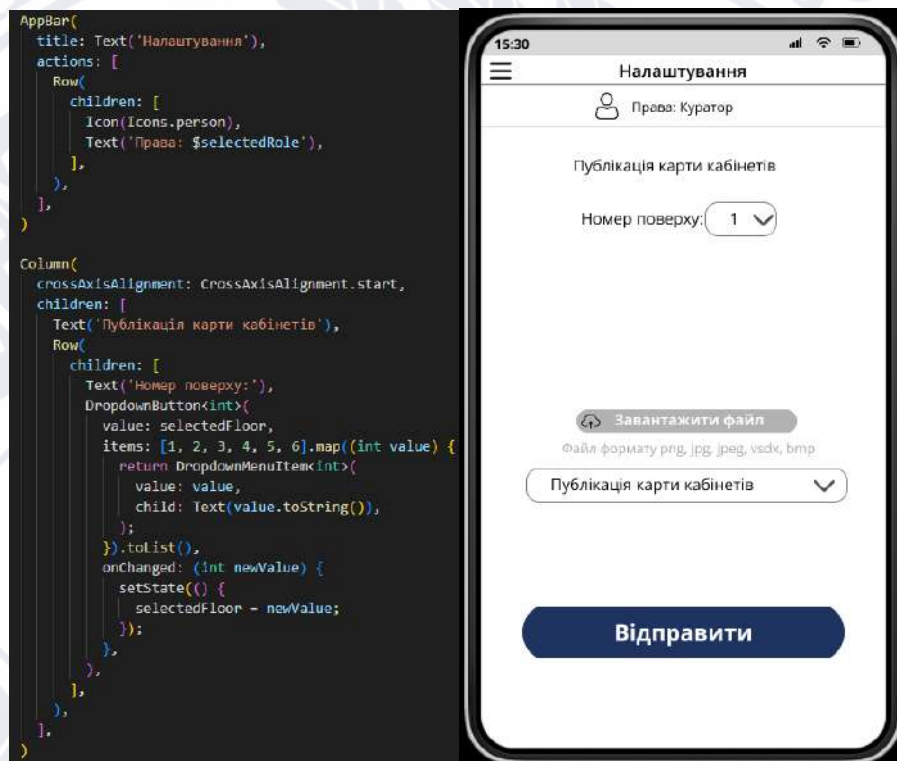 AppBar(
title: Text('Налаштування'),
actions: [
Row(
children: [
Icon(Icons.person),
Text('Права: $selectedRole'),
],
),
],
)
Column(
crossAxisAlignment: CrossAxisAlignment.start,
children: [
Text('Публікація карти кабінетів'),
Row(
children: [
Text('Номер поверху:'),
DropdownButton<int>(
value: selectedFloor,
items: [1, 2, 3, 4, 5, 6].map((int value) {
return DropdownMenuItem<int>(
value: value,
child: Text(value.toString()),
);
}).toList(),
onChanged: (int newValue) {
setState(() {
selectedFloor = newValue;
});
},
),
],
),
],
)
15:30
Налаштування
Права: Куратор
Публікація карти кабінетів
Номер поверху: 1
Завантажити файл
Файл формату png, jpg, jpeg, vsdx, bmp
Публікація карти кабінетів
Відправити